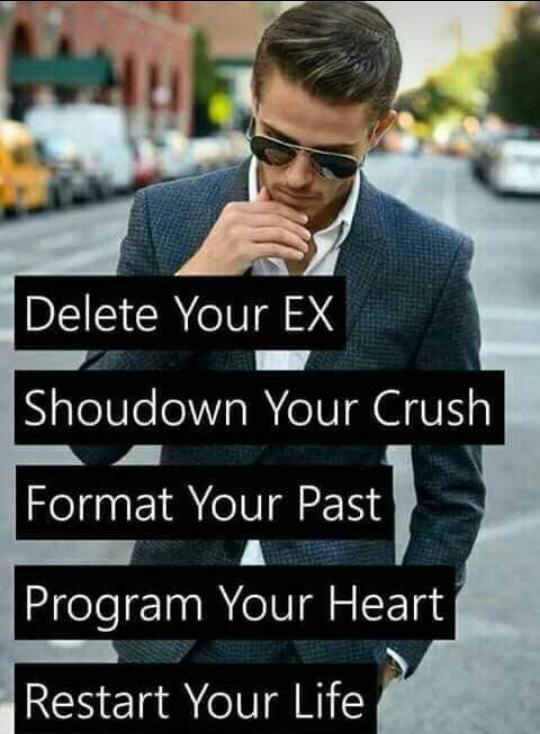 Delete Your EX
Shoudown Your Crush
Format Your Past
Program Your Heart
Restart Your Life